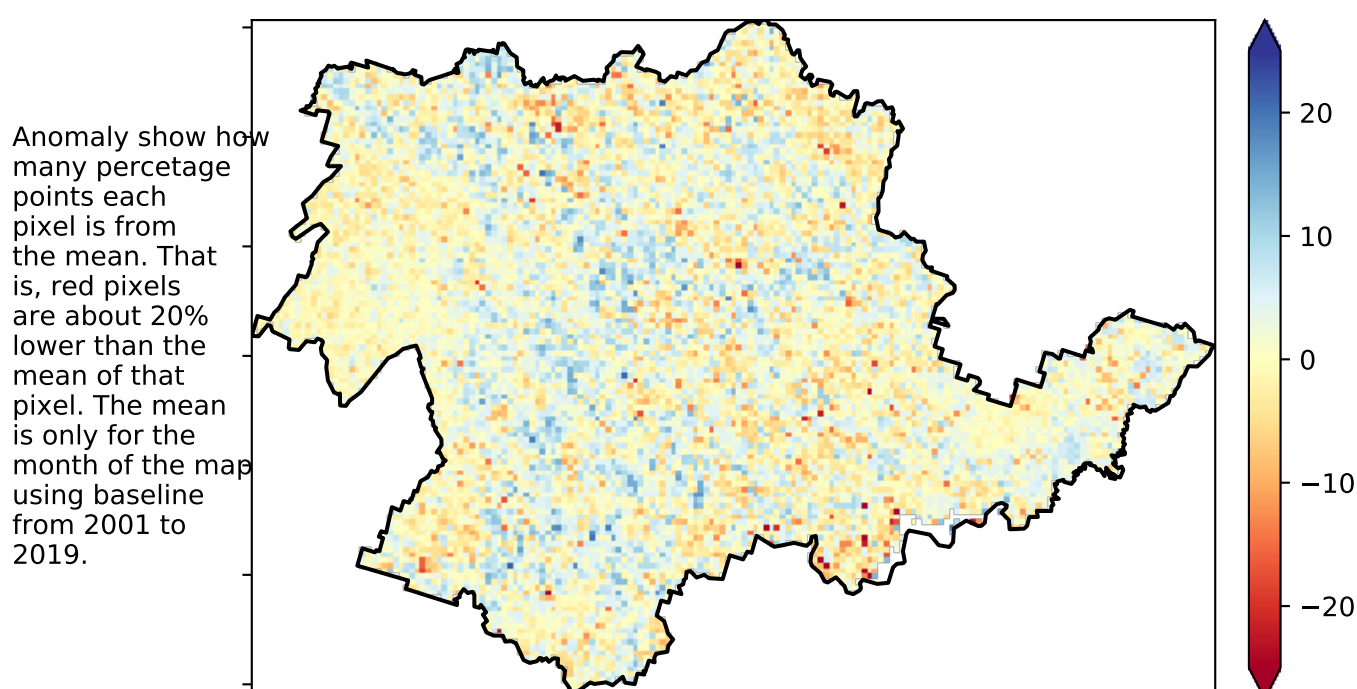 Anomaly show how
many percetage
points each
pixel is from
the mean. That
is, red pixels
are about 20%
lower than the
mean of that
pixel. The mean
is only for the
month of the map
using baseline
from 2001 to
2019.
20
10
0
−10
−20